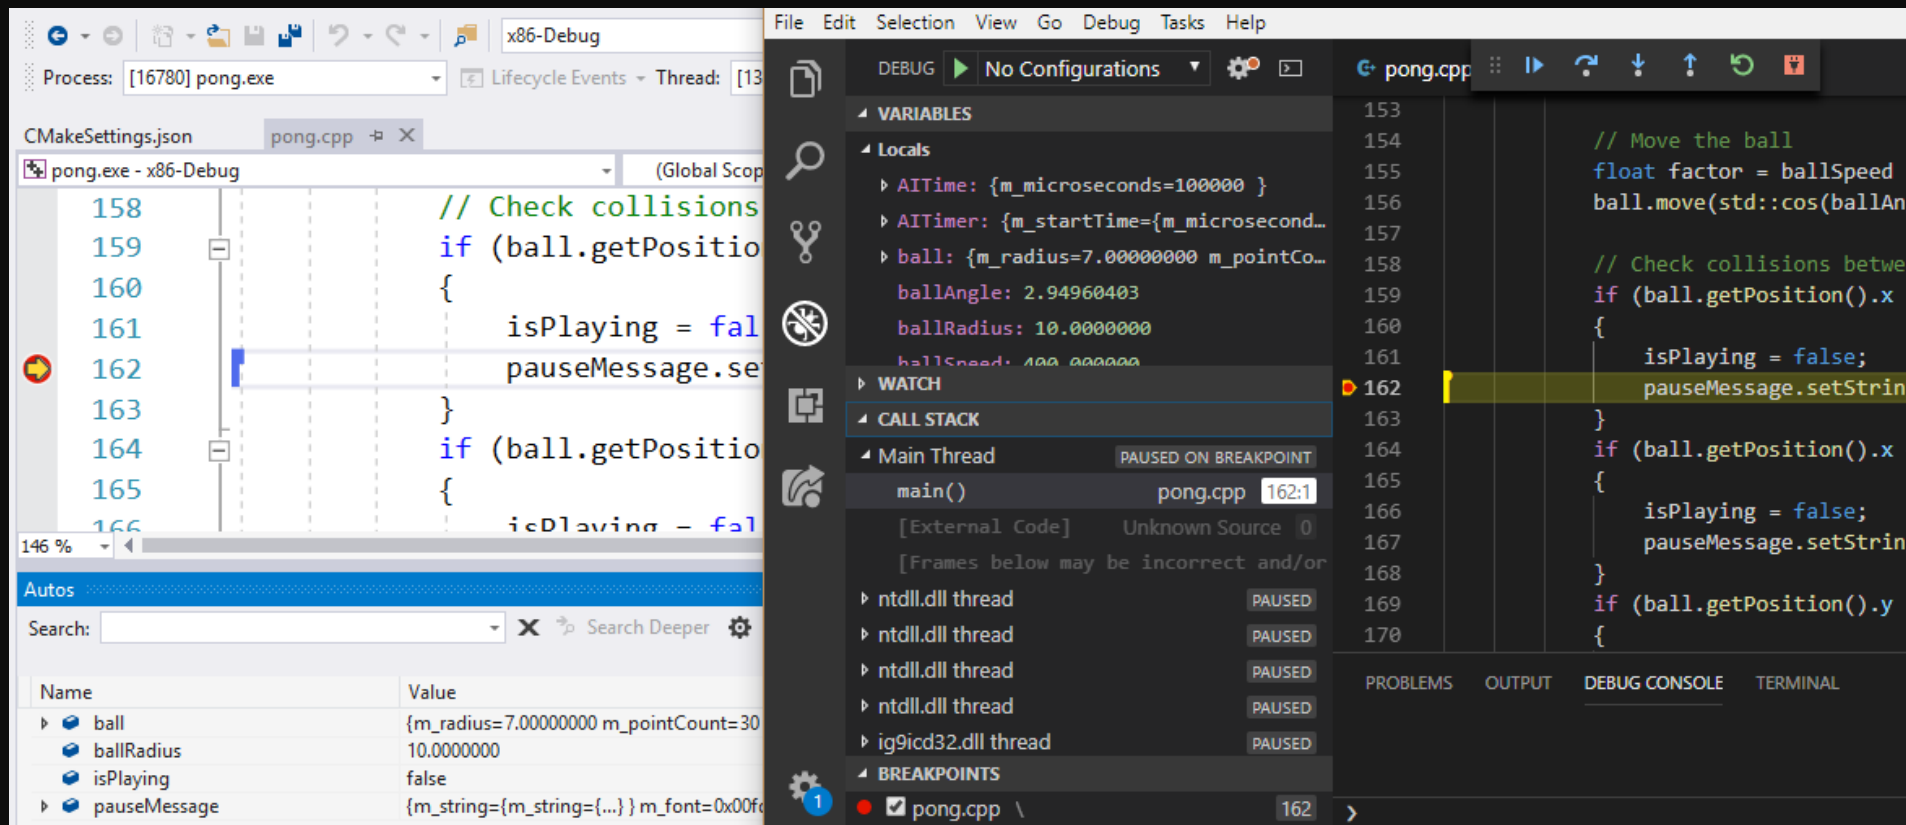 x86-Debug
Process: [16780] pong.exe Lifecycle Events Thread: [13
CMakeSettings.json pong.cpp
pong.exe - x86-Debug (Global Scop
158 // Check collisions
159 if (ball.getPositio
160 {
161 isPlaying = fal
162 pauseMessage.se
163 }
164 if (ball.getPositio
165 {
166 isPlaying = fal
146 %
Autos
Search: Search Deeper
Name Value
ball {m_radius=7.00000000 m_pointCount=30
ballRadius 10.0000000
isPlaying false
pauseMessage {m_string={m_string={...} } m_font=0x00f
File Edit Selection View Go Debug Tasks Help
DEBUG No Configurations
VARIABLES
Locals
AITime: {m_microseconds=100000 }
AITimer: {m_startTime={m_microsecond...
ball: {m_radius=7.00000000 m_pointCo...
ballAngle: 2.94960403
ballRadius: 10.0000000
ballSpeed: 400.000000
WATCH
CALL STACK
Main Thread PAUSED ON BREAKPOINT
main() pong.cpp 162:1
[External Code] Unknown Source 0
[Frames below may be incorrect and/or
ntdll.dll thread PAUSED
ntdll.dll thread PAUSED
ntdll.dll thread PAUSED
ntdll.dll thread PAUSED
ig9icd32.dll thread PAUSED
BREAKPOINTS
pong.cpp \ 162
1
pong.cpp
153
154 // Move the ball
155 float factor = ballSpeed
156 ball.move(std::cos(ballAn
157
158 // Check collisions betwe
159 if (ball.getPosition().x
160 {
161 isPlaying = false;
162 pauseMessage.setStrin
163 }
164 if (ball.getPosition().x
165 {
166 isPlaying = false;
167 pauseMessage.setStrin
168 }
169 if (ball.getPosition().y
170 {
PROBLEMS OUTPUT DEBUG CONSOLE TERMINAL